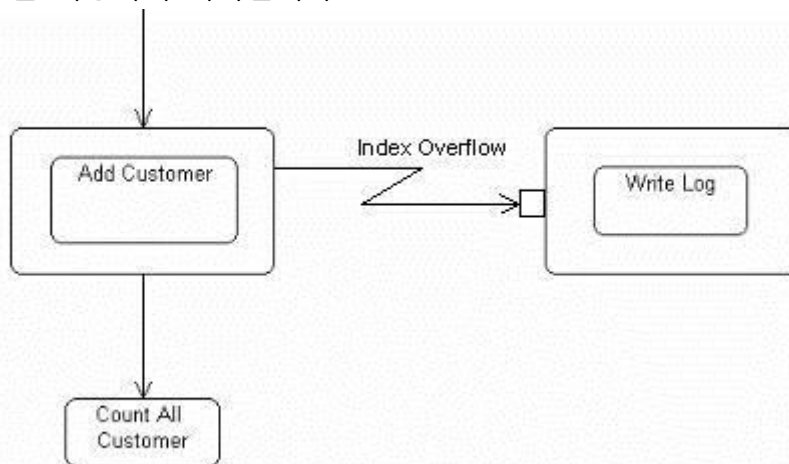 Index Overflow
Add Customer
Write Log
Count All
Customer